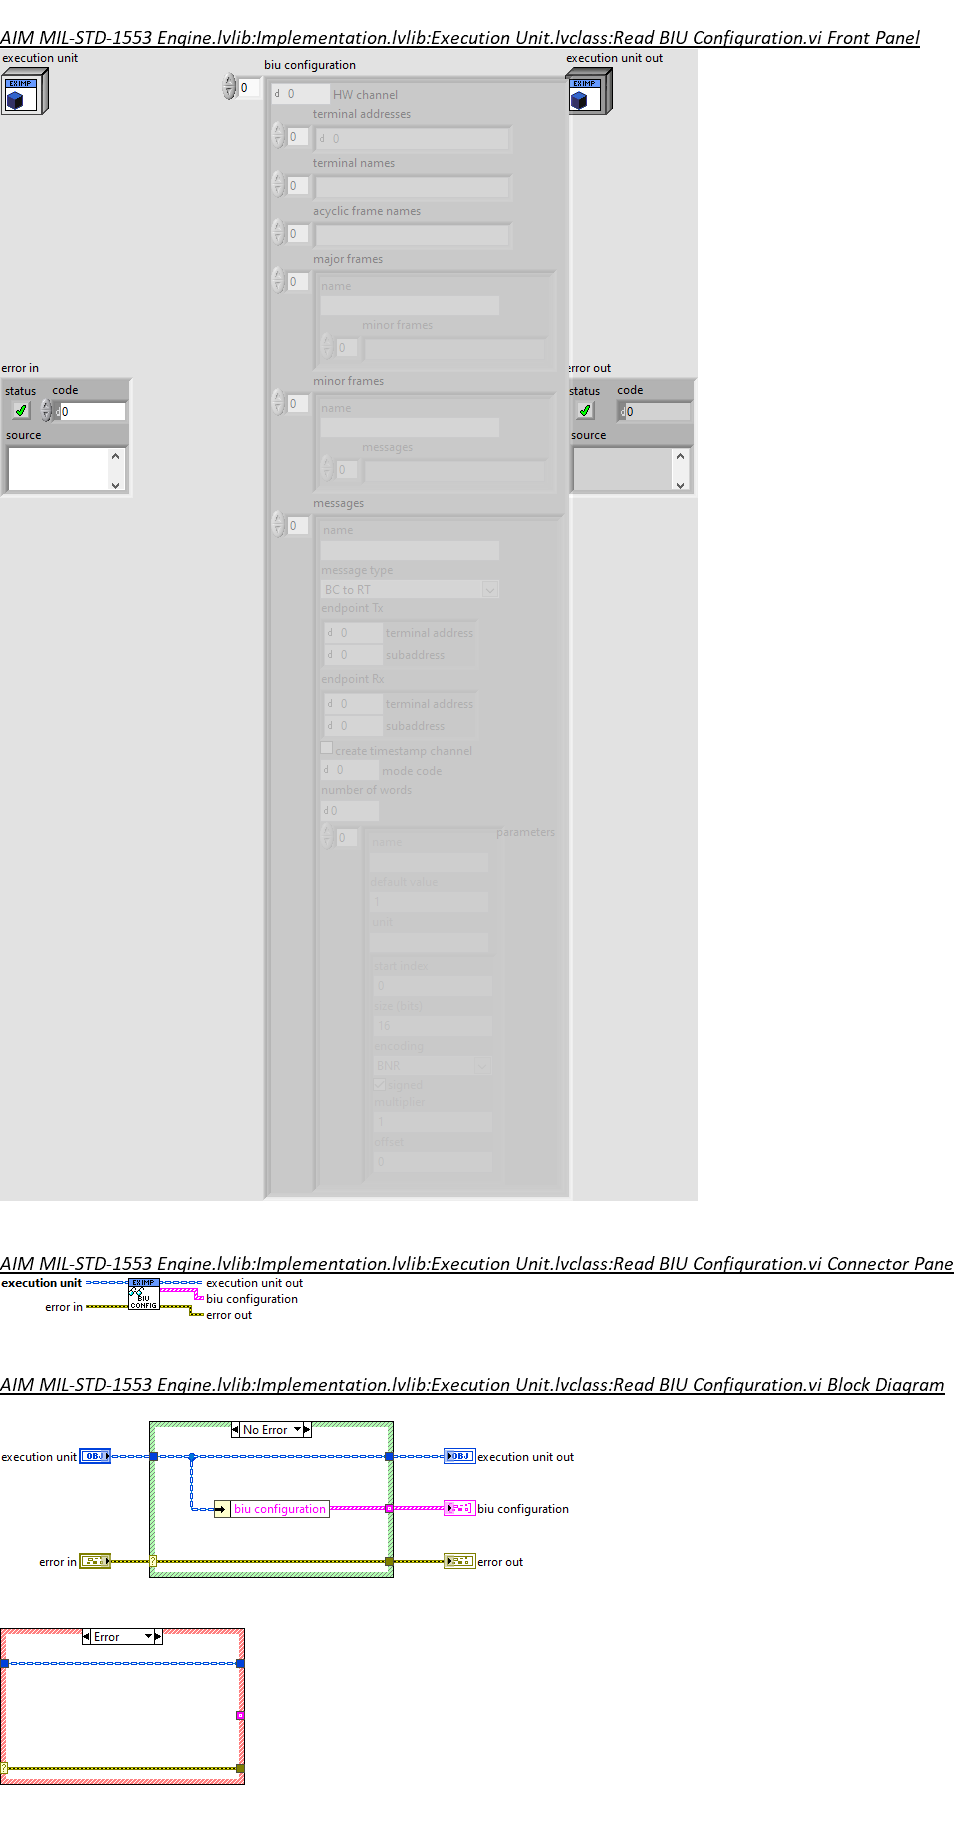 AIM MIL-STD-1553 Engine.lvlib:Implementation.lvlib:Execution Unit.lvclass:Read BIU Configuration.vi Front Panel
execution unit
biu configuration
execution unit out
EXIMP
0
d 0 HW channel
EXIMP
terminal addresses
0 d 0
terminal names
0
acyclic frame names
0
major frames
0
name
minor frames
0
error in
error out
minor frames
status code
status code
0
d 0
d 0
name
source
source
messages
0
messages
0
name
message type
BC to RT
endpoint Tx
d 0 terminal address
d 0 subaddress
endpoint Rx
d 0 terminal address
d 0 subaddress
create timestamp channel
d 0 mode code
number of words
d 0
0
parameters
name
default value
1
unit
start index
0
size (bits)
16
encoding
BNR
signed
multiplier
1
offset
0
AIM MIL-STD-1553 Engine.lvlib:Implementation.lvlib:Execution Unit.lvclass:Read BIU Configuration.vi Connector Pane
execution unit
EXIMP
execution unit out
BIU
biu configuration
error in
CONFIG
error out
AIM MIL-STD-1553 Engine.lvlib:Implementation.lvlib:Execution Unit.lvclass:Read BIU Configuration.vi Block Diagram
No Error
execution unit OBJ
OBJ execution unit out
biu configuration
biu configuration
error in
?
error out
Error
?